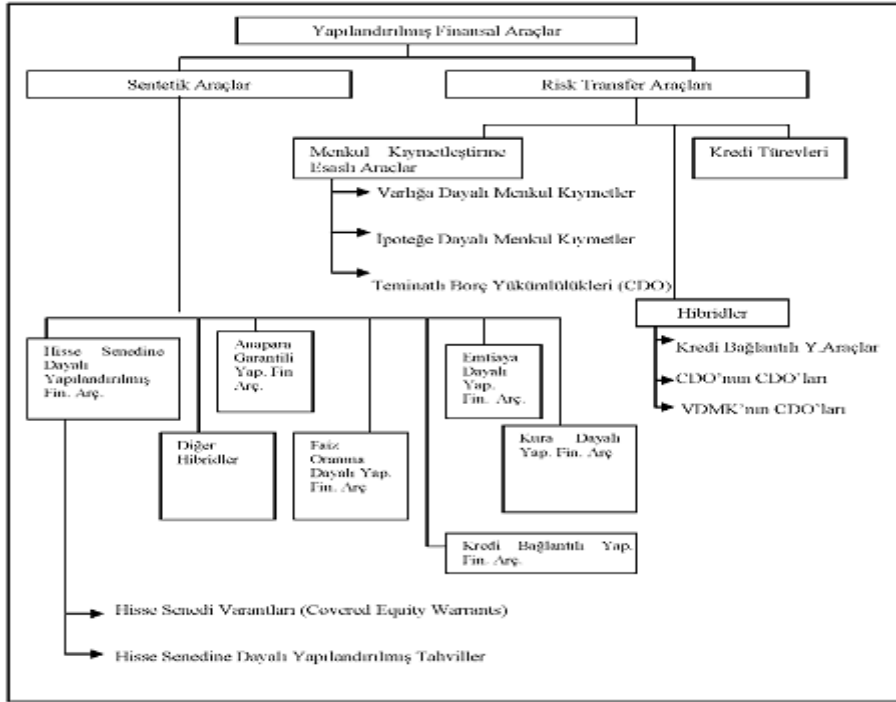 Yapılandırılmış Finansal Araçlar
Sentetik Araçlar
Risk Transfer Araçları
Menkul Kıymetleştirme
Esaslı Araçlar
Kredi Türevleri
Varlığa Dayalı Menkul Kıymetler
İpoteğe Dayalı Menkul Kıymetler
Teminatlı Borç Yükümlülükleri (CDO)
Hibridler
Kredi Bağlantılı Y.Araçlar
CDO'nun CDO'ları
VDMK'nın CDO'ları
Hisse Senedine
Dayalı
Yapılandırılmış
Fin. Arç.
Anapara
Garantili
Yap. Fin
Arç.
Emtiaya
Dayalı
Yap.
Fin. Arç.
Diğer
Hibridler
Faiz
Oranına
Dayalı Yap.
Fin. Arç
Kura Dayalı
Yap. Fin. Arç
Kredi Bağlantılı Yap.
Fin. Arç.
Hisse Senedi Varantları (Covered Equity Warrants)
Hisse Senedine Dayalı Yapılandırılmış Tahviller